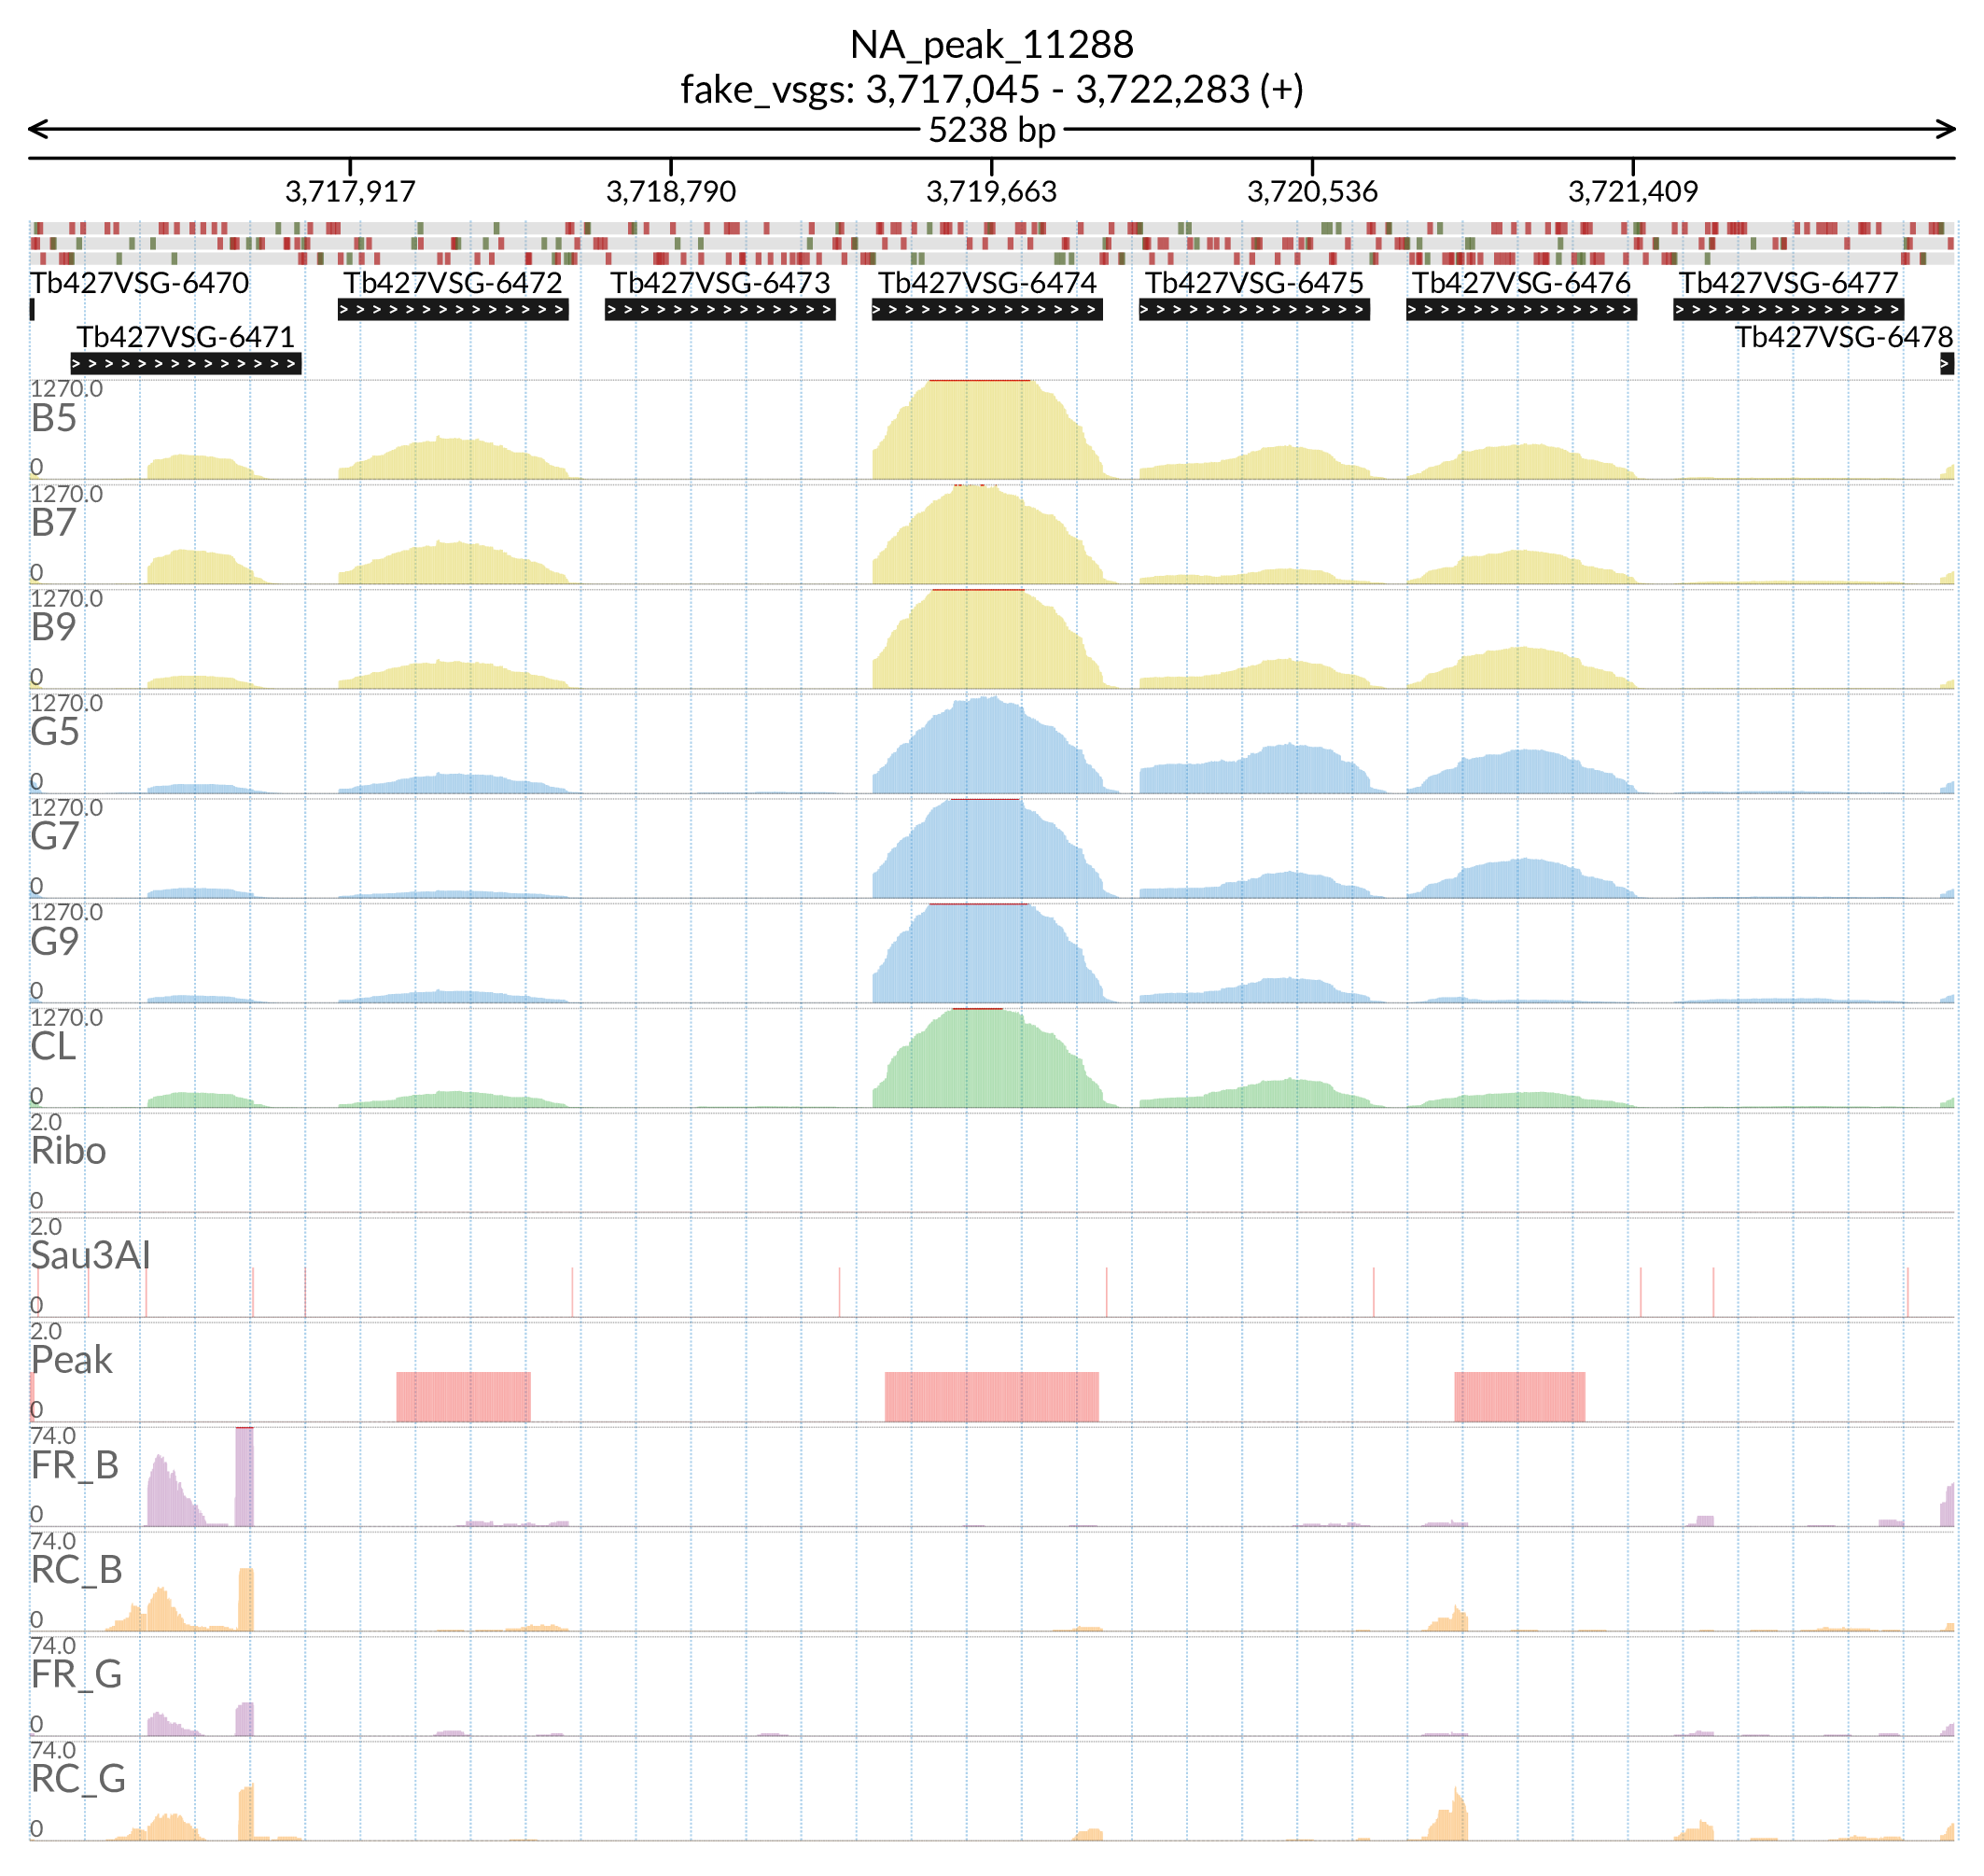 NA_peak_11288
fake_vsgs: 3,717,045 - 3,722,283 (+)
5238 bp
3,717,917 3,718,790 3,719,663 3,720,536 3,721,409
Tb427VSG-6470 Tb427VSG-6472 Tb427VSG-6473 Tb427VSG-6474 Tb427VSG-6475 Tb427VSG-6476 Tb427VSG-6477
Tb427VSG-6471 Tb427VSG-6478
1270.0
B5
0
1270.0
B7
0
1270.0
B9
0
1270.0
G5
0
1270.0
G7
0
1270.0
G9
0
1270.0
CL
0
2.0
Ribo
0
2.0
Sau3AI
0
2.0
Peak
0
74.0
FR_B
0
74.0
RC_B
0
74.0
FR_G
0
74.0
RC_G
0